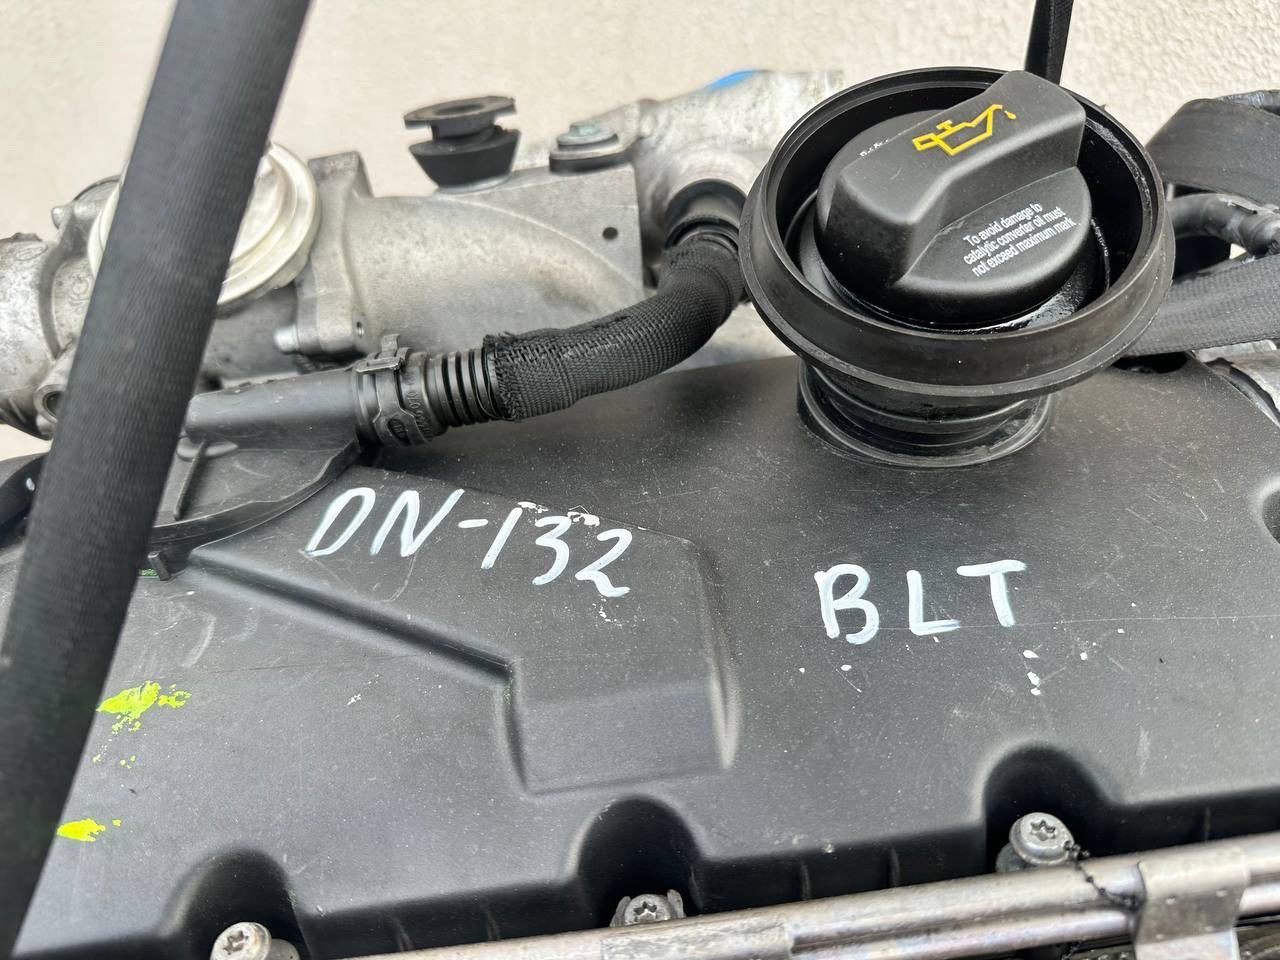 To avoid damage to
catalytic converter oil must
not exceed maximum mark
DN-132
BLT